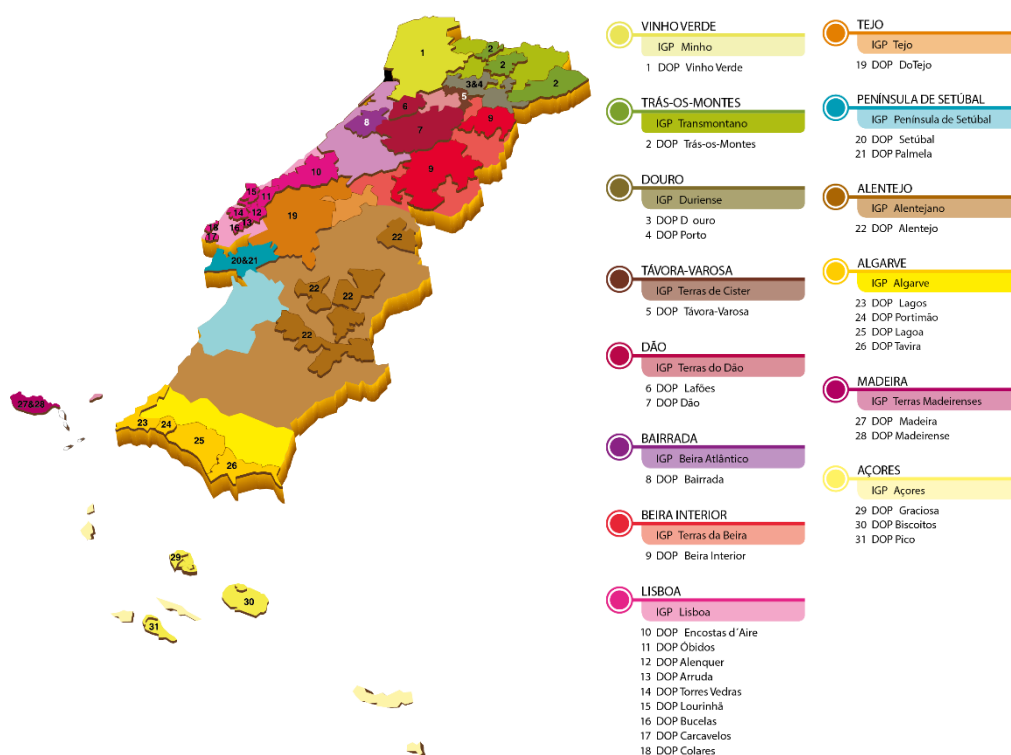 VINHO VERDE
IGP Minho
1 DOP Vinho Verde
TRÁS-OS-MONTES
IGP Transmontano
2 DOP Trás-os-Montes
DOURO
IGP Duriense
3 DOP D ouro
4 DOP Porto
TÁVORA-VAROSA
IGP Terras de Cister
5 DOP Távora-Varosa
DÃO
IGP Terras do Dão
6 DOP Lafões
7 DOP Dão
BAIRRADA
IGP Beira Atlântico
8 DOP Bairrada
BEIRA INTERIOR
IGP Terras da Beira
9 DOP Beira Interior
LISBOA
IGP Lisboa
10 DOP Encostas d´Aire
11 DOP Óbidos
12 DOP Alenquer
13 DOP Arruda
14 DOP Torres Vedras
15 DOP Lourinhã
16 DOP Bucelas
17 DOP Carcavelos
18 DOP Colares
TEJO
IGP Tejo
19 DOP DoTejo
PENÍNSULA DE SETÚBAL
IGP Península de Setúbal
20 DOP Setúbal
21 DOP Palmela
ALENTEJO
IGP Alentejano
22 DOP Alentejo
ALGARVE
IGP Algarve
23 DOP Lagos
24 DOP Portimão
25 DOP Lagoa
26 DOP Tavira
MADEIRA
IGP Terras Madeirenses
27 DOP Madeira
28 DOP Madeirense
AÇORES
IGP Açores
29 DOP Graciosa
30 DOP Biscoitos
31 DOP Pico
1
2
2
3&4
2
5
6
8
7
9
9
10
15
11
14
12
13
18
16
17
19
22
20&21
22
22
22
27&28
23
24
25
26
29
30
31